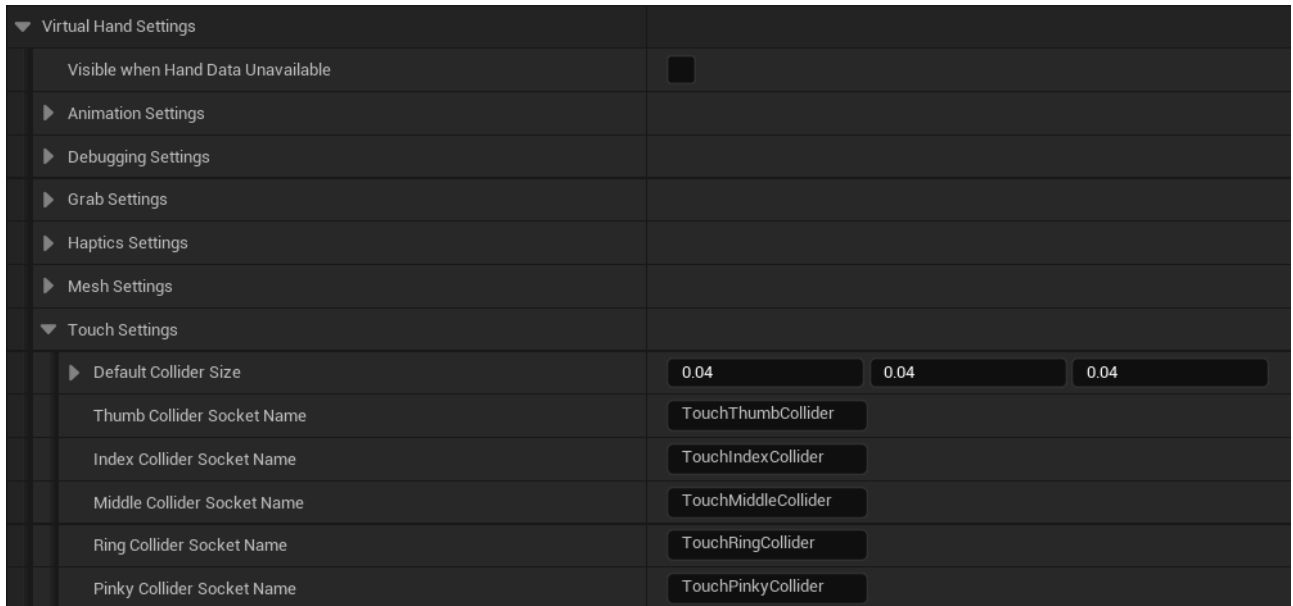 Virtual Hand Settings
Visible when Hand Data Unavailable
Animation Settings
Debugging Settings
Grab Settings
Haptics Settings
Mesh Settings
Touch Settings
Default Collider Size 0.04 0.04 0.04
Thumb Collider Socket Name TouchThumbCollider
Index Collider Socket Name TouchIndexCollider
Middle Collider Socket Name TouchMiddleCollider
Ring Collider Socket Name TouchRingCollider
Pinky Collider Socket Name TouchPinkyCollider